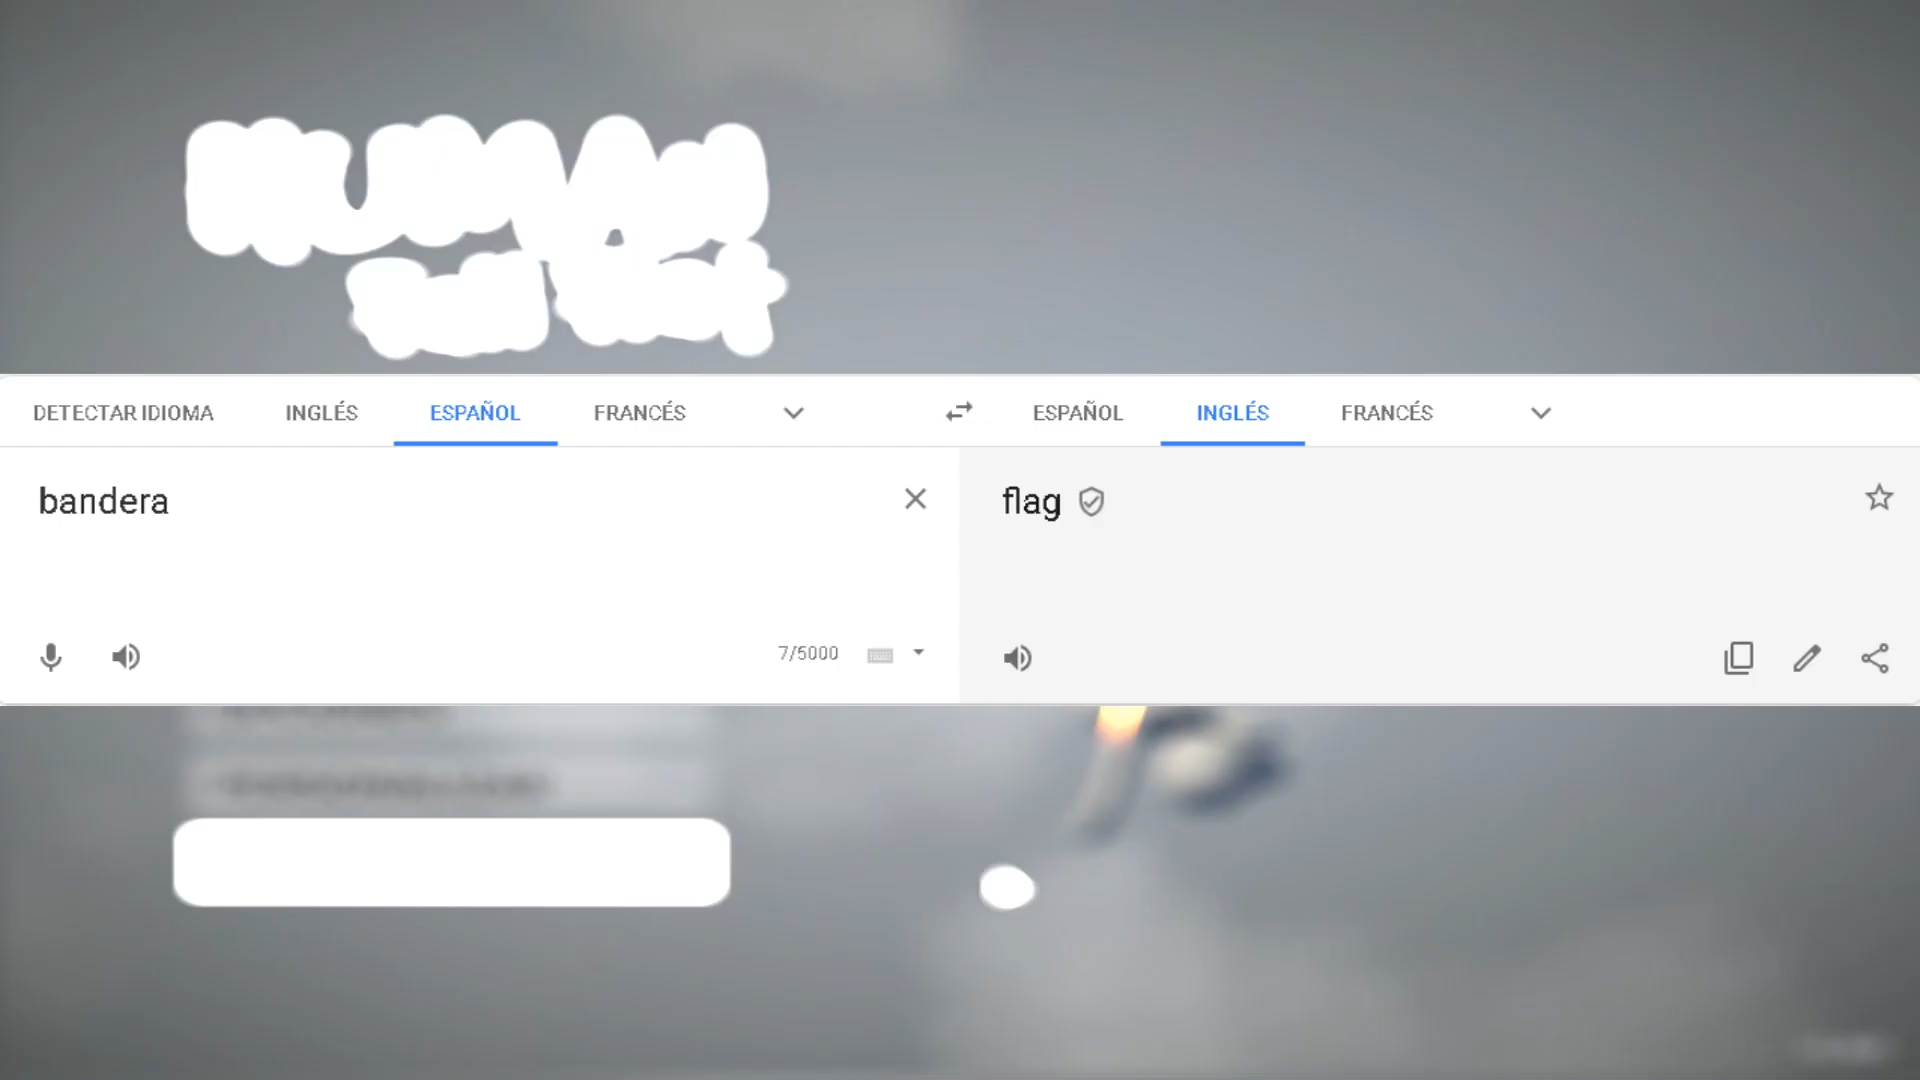 DETECTAR IDIOMA INGLÉS ESPAÑOL FRANCÉS ESPAÑOL INGLÉS FRANCÉS
bandera flag
7/5000